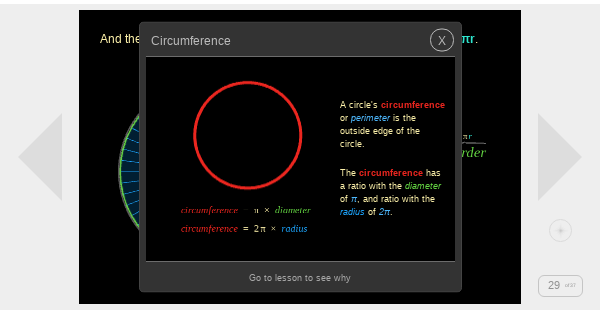 And the
πr.
Circumference
X
A circle's circumference
or perimeter is the
outside edge of the
circle.
The circumference has
a ratio with the diameter
of π, and ratio with the
radius of 2π.
circumference = π × diameter
circumference = 2π × radius
πr
rder
Go to lesson to see why
29